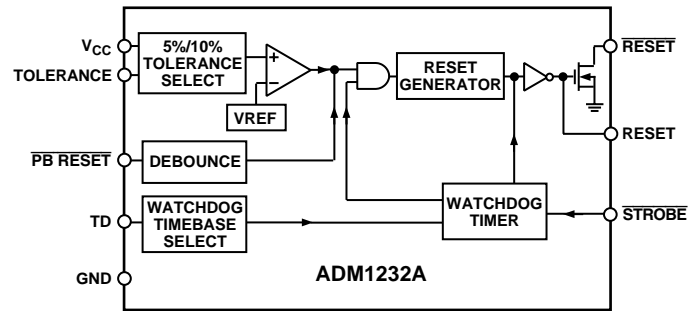 VCC
TOLERANCE
5%/10%
TOLERANCE
SELECT
+
−
VREF
RESET
GENERATOR
RESET
RESET
PB RESET
DEBOUNCE
TD
WATCHDOG
TIMEBASE
SELECT
WATCHDOG
TIMER
STROBE
GND
ADM1232A